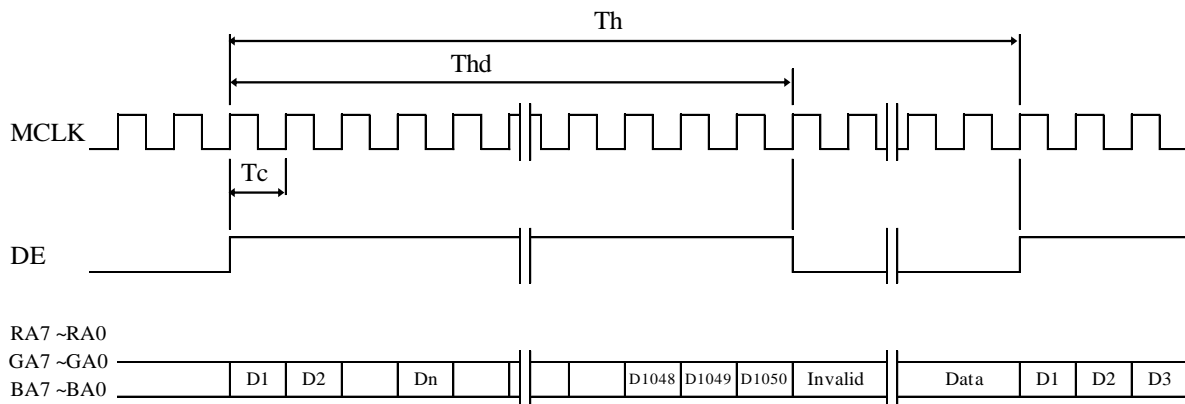 Th
Thd
MCLK
Tc
DE
RA7 ~RA0
GA7 ~GA0
BA7 ~BA0
D1 D2 Dn D1048 D1049 D1050 Invalid Data D1 D2 D3